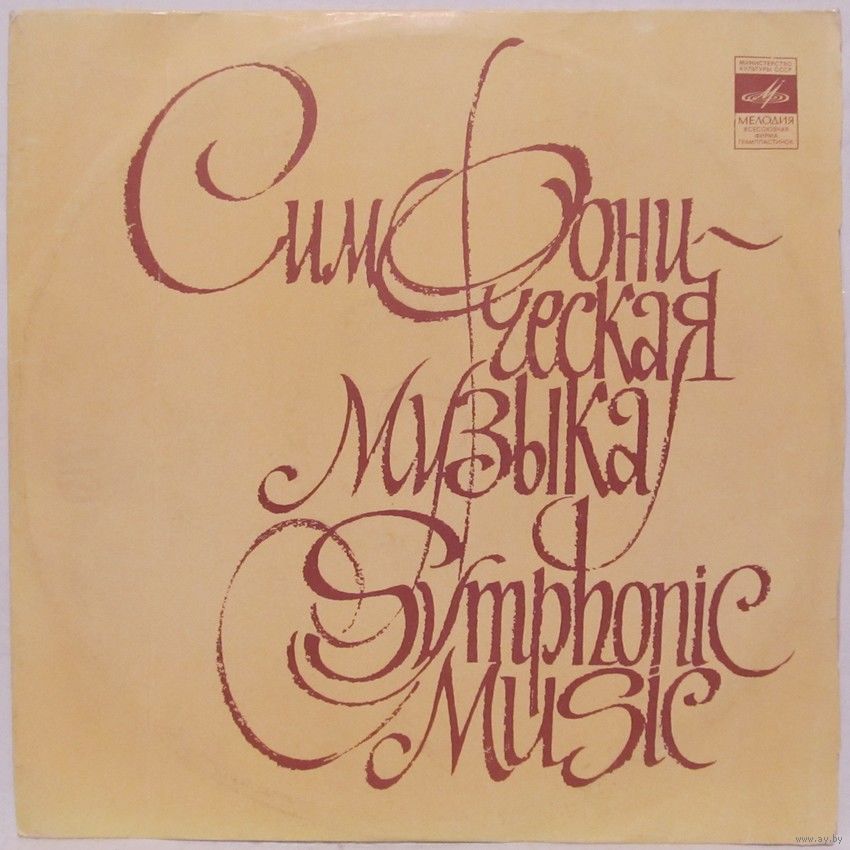 МИНИСТЕРСТВО
КУЛЬТУРЫ СССР
МЕЛОДИЯ
ВСЕСОЮЗНАЯ
ФИРМА
ГРАМПЛАСТИНОК
Симфони-
ческая
музыка
Symphonic
Music
www.ay.by